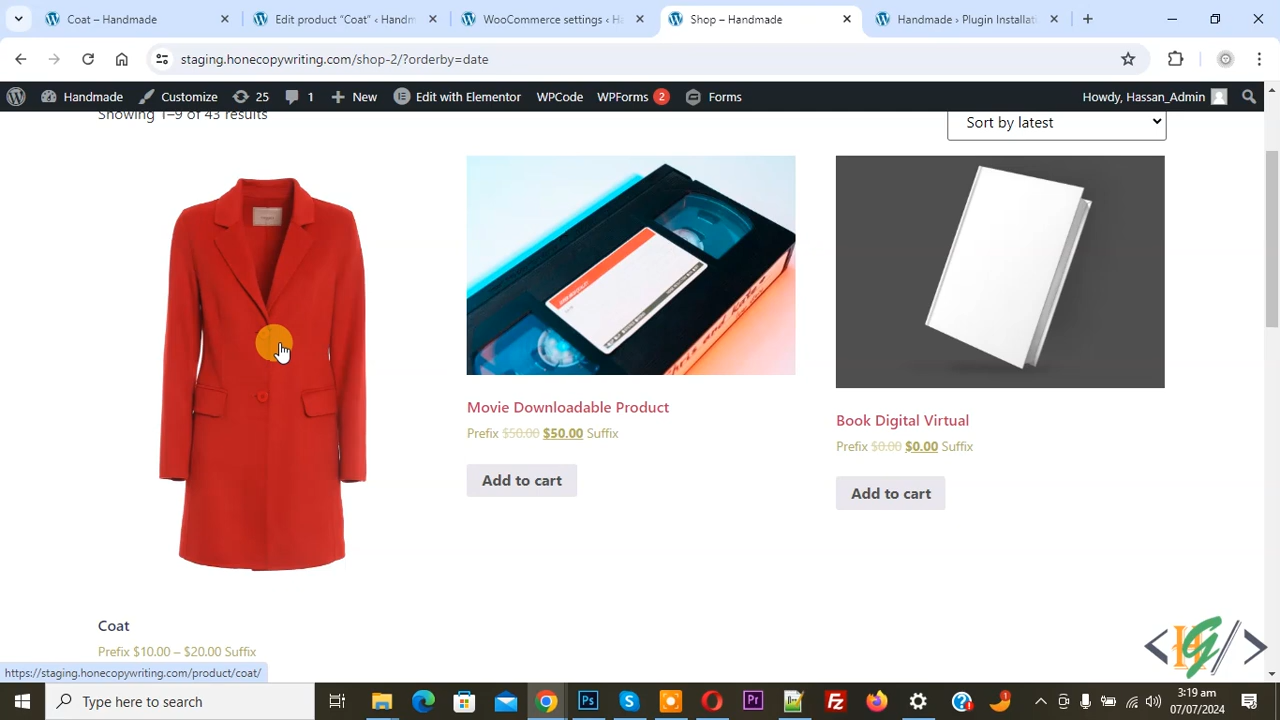 Coat – Handmade
Edit product “Coat” ‹ Handm
WooCommerce settings ‹ Ha
Shop – Handmade
Handmade › Plugin Installati
staging.honecopywriting.com/shop-2/?orderby=date
Handmade
Customize
25
1
New
Edit with Elementor
WPCode
WPForms 2
Forms
Howdy, Hassan_Admin
Showing 1–9 of 43 results
Sort by latest
Movie Downloadable Product
Prefix $50.00 $50.00 Suffix
Add to cart
Book Digital Virtual
Prefix $0.00 $0.00 Suffix
Add to cart
Coat
Prefix $10.00 – $20.00 Suffix
https://staging.honecopywriting.com/product/coat/
Type here to search
3:19 am
07/07/2024